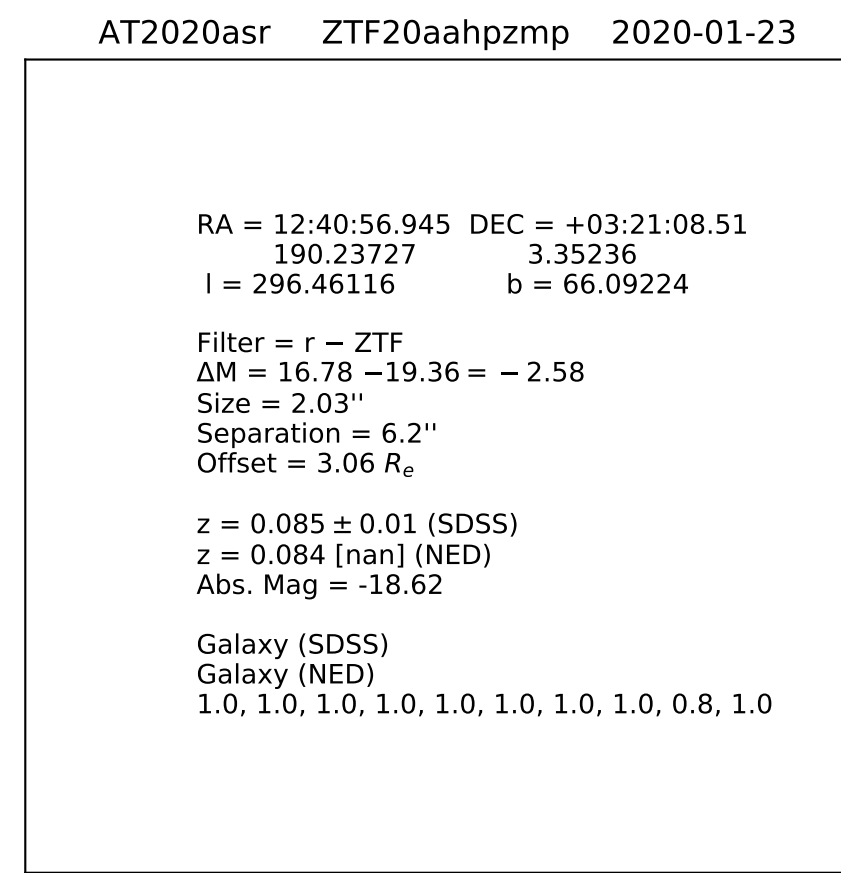 AT2020asr ZTF20aahpzmp 2020-01-23
RA = 12:40:56.945 DEC = +03:21:08.51
190.23727 3.35236
l = 296.46116 b = 66.09224
Filter = r − ZTF
ΔM = 16.78 −19.36 = − 2.58
Size = 2.03''
Separation = 6.2''
Offset = 3.06 Rₑ
z = 0.085 ± 0.01 (SDSS)
z = 0.084 [nan] (NED)
Abs. Mag = -18.62
Galaxy (SDSS)
Galaxy (NED)
1.0, 1.0, 1.0, 1.0, 1.0, 1.0, 1.0, 1.0, 0.8, 1.0